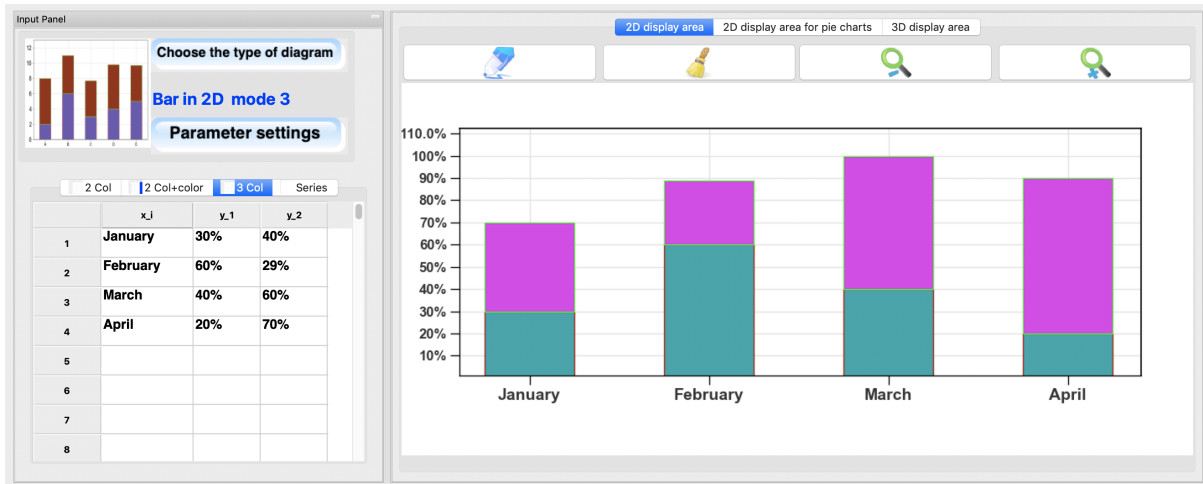 Input Panel
Choose the type of diagram
Bar in 2D mode 3
Parameter settings
2 Col 2 Col+color 3 Col Series
x_i y_1 y_2
1 January 30% 40%
2 February 60% 29%
3 March 40% 60%
4 April 20% 70%
5
6
7
8
2D display area 2D display area for pie charts 3D display area
110.0%
100%
90%
80%
70%
60%
50%
40%
30%
20%
10%
January February March April